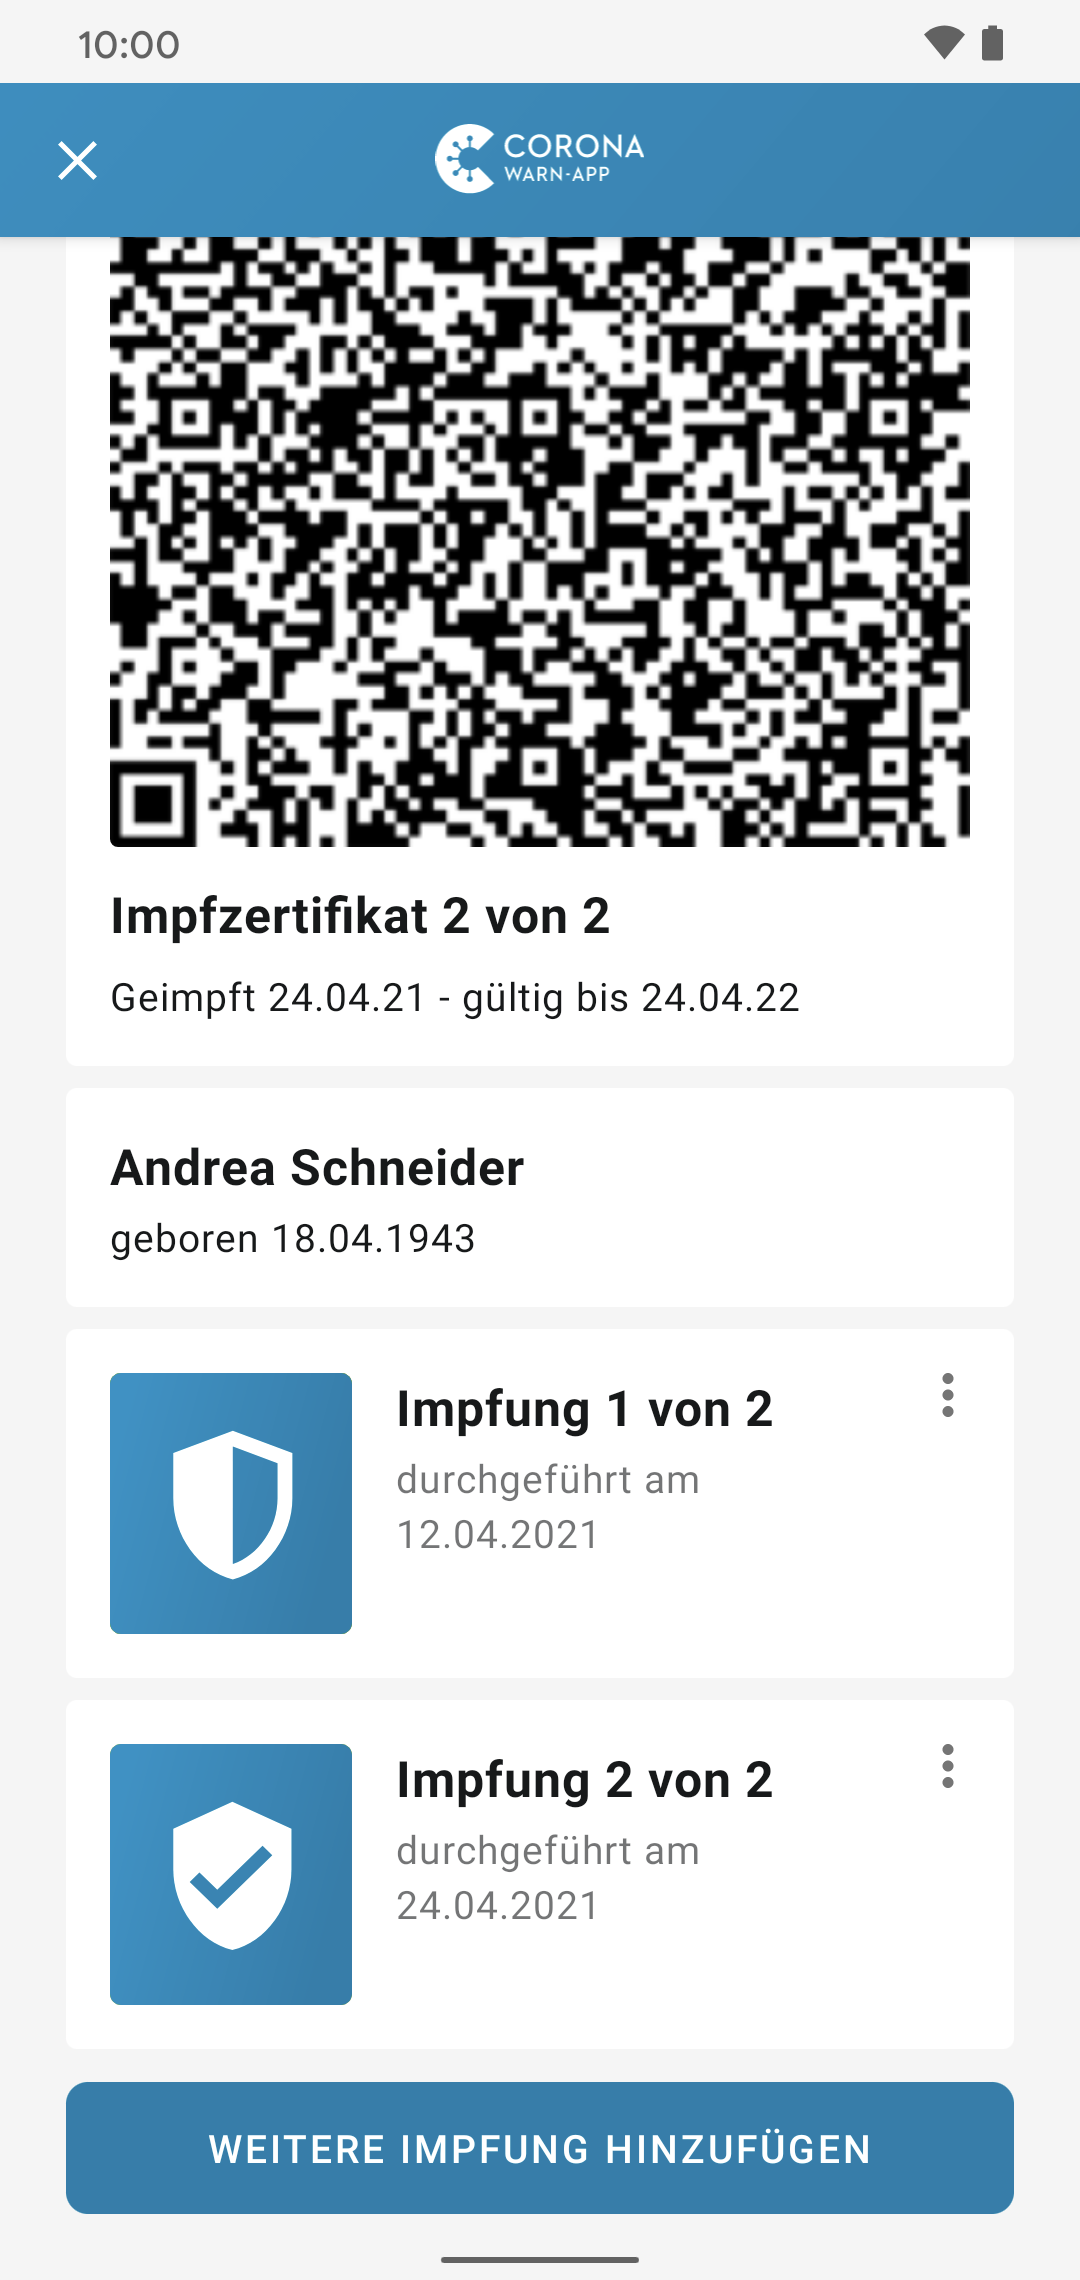 10:00
CORONA
WARN-APP
Impfzertifikat 2 von 2
Geimpft 24.04.21 - gültig bis 24.04.22
Andrea Schneider
geboren 18.04.1943
Impfung 1 von 2
durchgeführt am
12.04.2021
Impfung 2 von 2
durchgeführt am
24.04.2021
WEITERE IMPFUNG HINZUFÜGEN